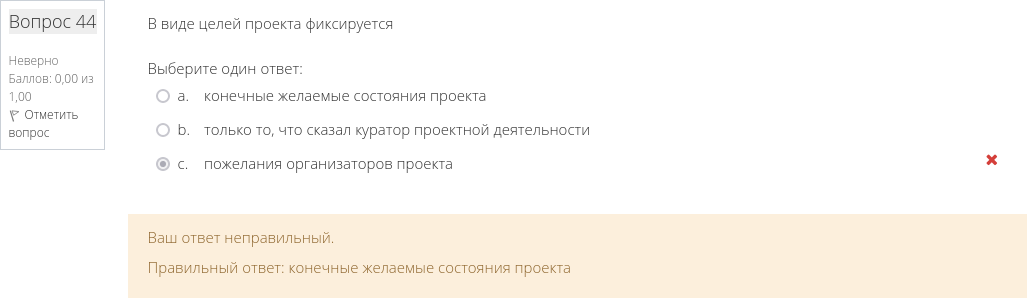 Вопрос 44
Неверно
Баллов: 0,00 из
1,00
Отметить
вопрос
В виде целей проекта фиксируется
Выберите один ответ:
a. конечные желаемые состояния проекта
b. только то, что сказал куратор проектной деятельности
c. пожелания организаторов проекта
Ваш ответ неправильный.
Правильный ответ: конечные желаемые состояния проекта